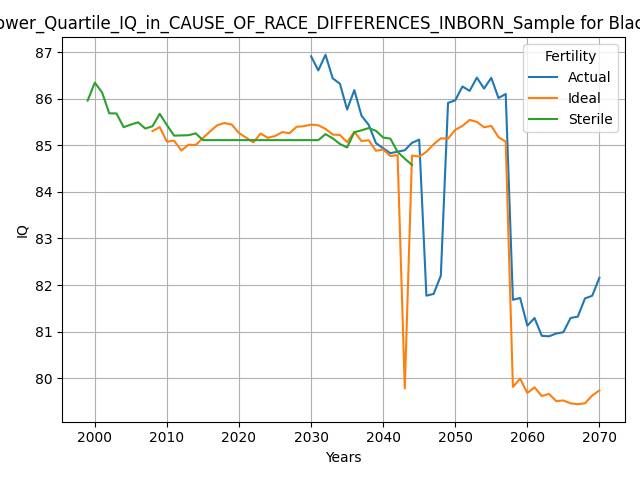 ower_Quartile_IQ_in_CAUSE_OF_RACE_DIFFERENCES_INBORN_Sample for Blac
Fertility
Actual
Ideal
Sterile
87
86
85
84
83
82
81
80
IQ
2000 2010 2020 2030 2040 2050 2060 2070
Years